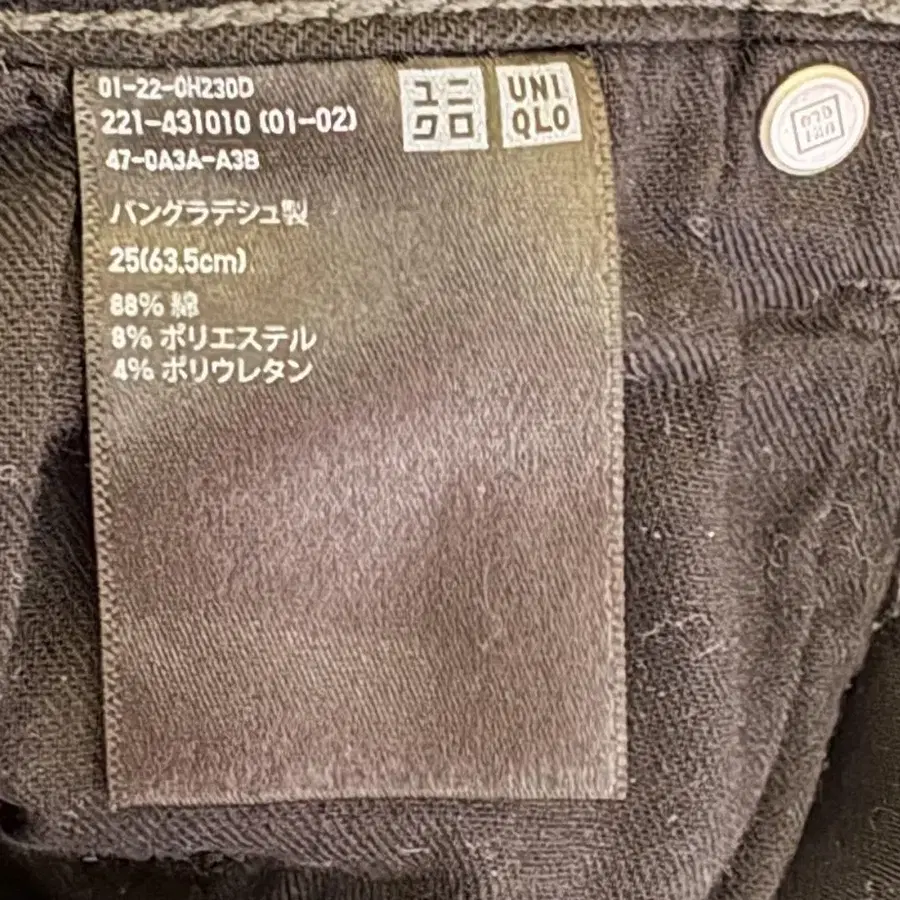 01-22-0H230D
221-431010 (01-02)
47-0A3A-A3B
ユニ
クロ
UNI
QLO
バングラデシュ製
25(63.5cm)
88% 綿
8% ポリエステル
4% ポリウレタン